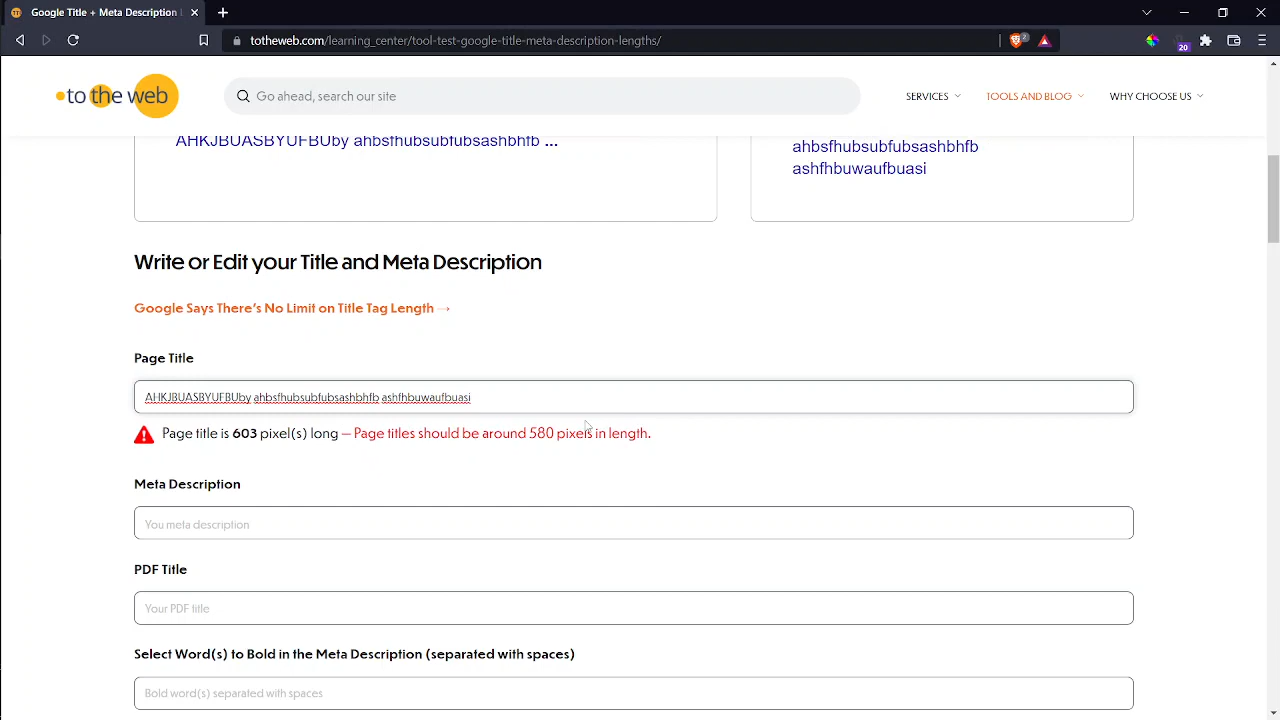 Google Title + Meta Description
totheweb.com/learning_center/tool-test-google-title-meta-description-lengths/
2
20
to the web
Go ahead, search our site
SERVICES
TOOLS AND BLOG
WHY CHOOSE US
AHKJBUASBYUFBUby ahbsfhubsubfubsashbhfb ...
ahbsfhubsubfubsashbhfb
ashfhbuwaufbuasi
Write or Edit your Title and Meta Description
Google Says There's No Limit on Title Tag Length →
Page Title
AHKJBUASBYUFBUby ahbsfhubsubfubsashbhfb ashfhbuwaufbuasi
Page title is 603 pixel(s) long — Page titles should be around 580 pixels in length.
Meta Description
You meta description
PDF Title
Your PDF title
Select Word(s) to Bold in the Meta Description (separated with spaces)
Bold word(s) separated with spaces